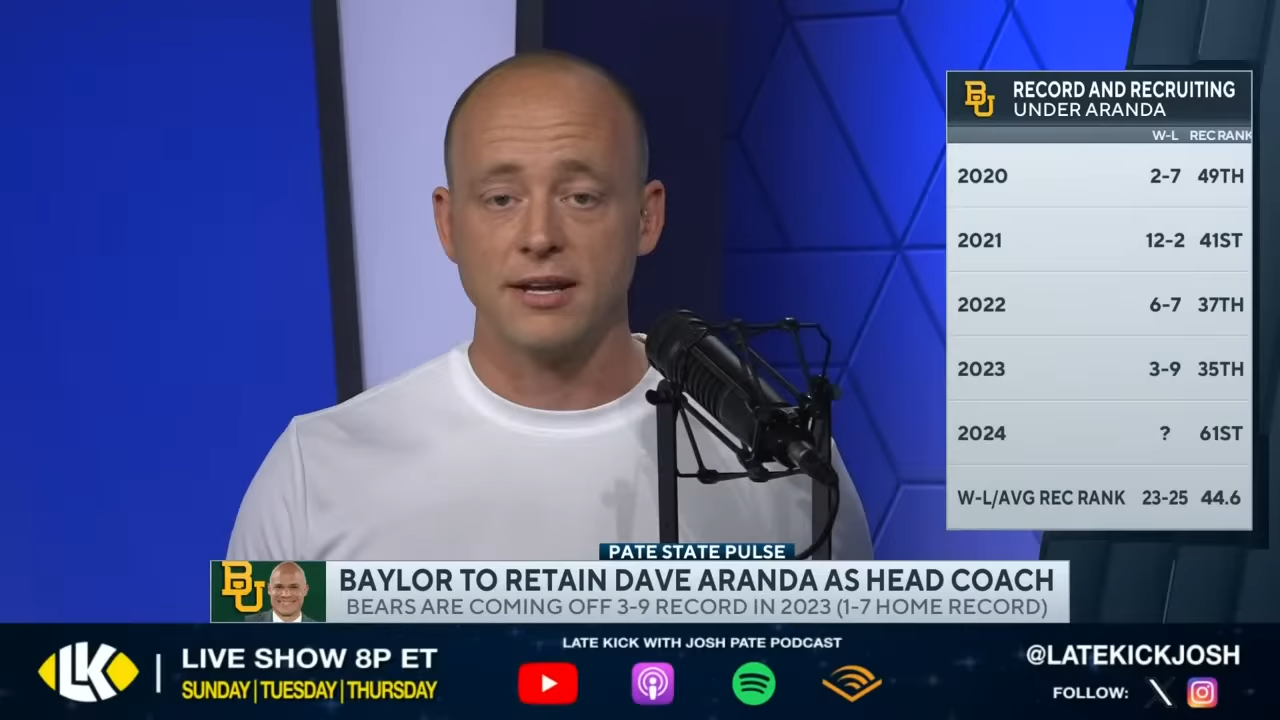 BU
RECORD AND RECRUITING
UNDER ARANDA
W-L REC RANK
2020 2-7 49TH
2021 12-2 41ST
2022 6-7 37TH
2023 3-9 35TH
2024 ? 61ST
W-L/AVG REC RANK 23-25 44.6
PATE STATE PULSE
BU
BAYLOR TO RETAIN DAVE ARANDA AS HEAD COACH
BEARS ARE COMING OFF 3-9 RECORD IN 2023 (1-7 HOME RECORD)
LK
LIVE SHOW 8P ET
SUNDAY|TUESDAY|THURSDAY
LATE KICK WITH JOSH PATE PODCAST
@LATEKICKJOSH
FOLLOW: